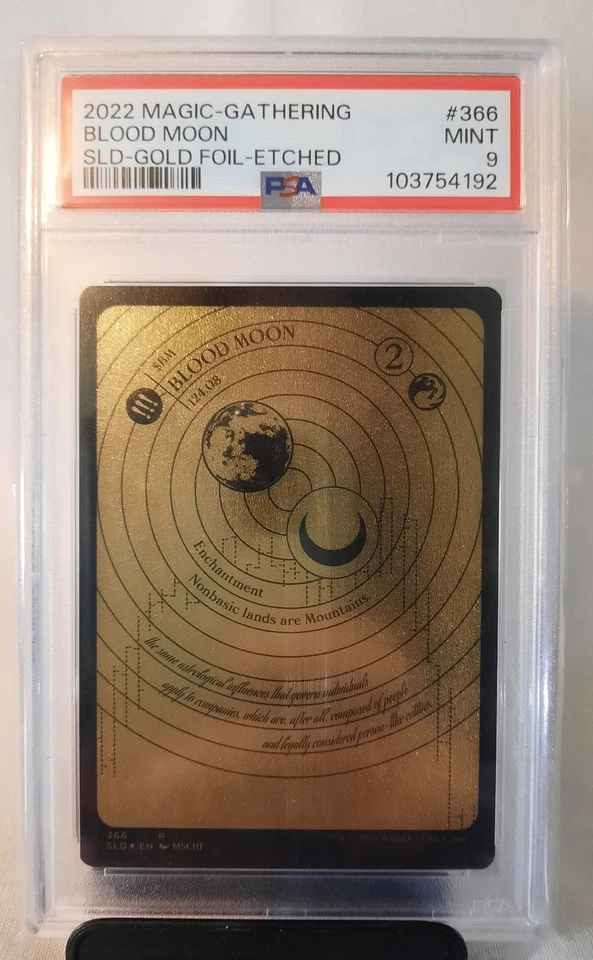 2022 MAGIC-GATHERING #366
BLOOD MOON MINT
SLD-GOLD FOIL-ETCHED 9
PSA 103754192
$BM
BLOOD MOON
124.08
2
Enchantment
Nonbasic lands are Mountains.
the same astrological influences that govern individuals
apply to companies, which are, after all, composed of people,
and legally considered person-like entities.
366 R
SLD ★ EN MSCHF